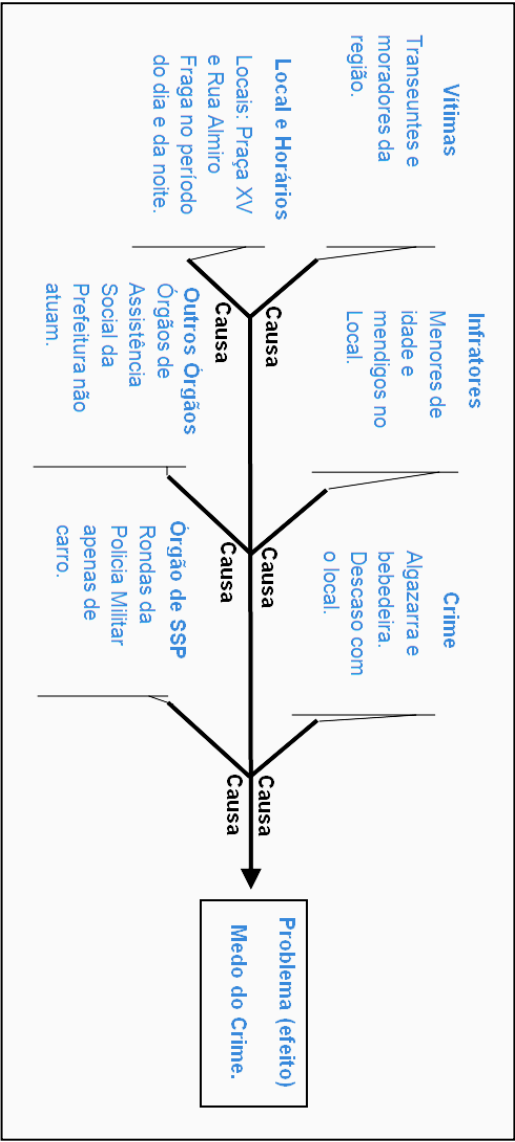 Vítimas
Transeuntes e
moradores da
região.
Infratores
Menores de
idade e
mendigos no
Local.
Crime
Algazarra e
bebedeira.
Descaso com
o local.
Causa
Causa
Causa
Causa
Causa
Causa
Problema (efeito)
Medo do Crime.
Local e Horários
Locais: Praça XV
e Rua Almiro
Fraga no período
do dia e da noite.
Outros Órgãos
Órgãos de
Assistência
Social da
Prefeitura não
atuam.
Órgão de SSP
Rondas da
Policia Militar
apenas de
carro.